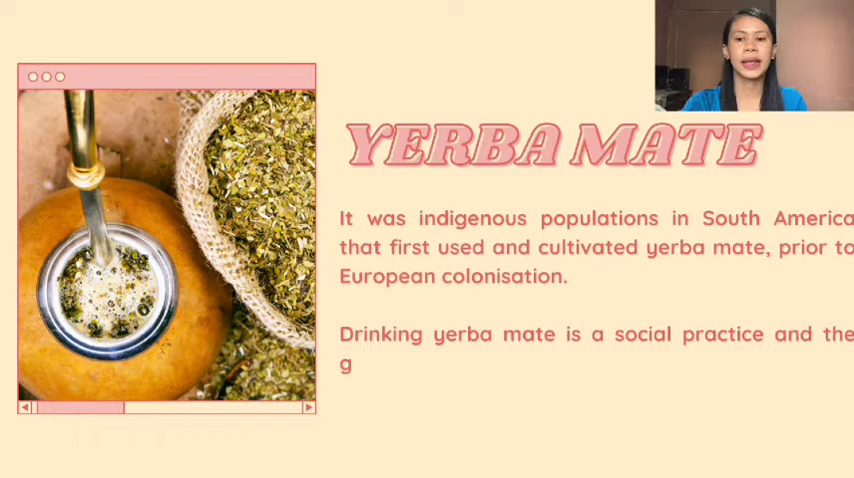 YERBA MATE
It was indigenous populations in South America
that first used and cultivated yerba mate, prior to
European colonisation.
Drinking yerba mate is a social practice and the
g